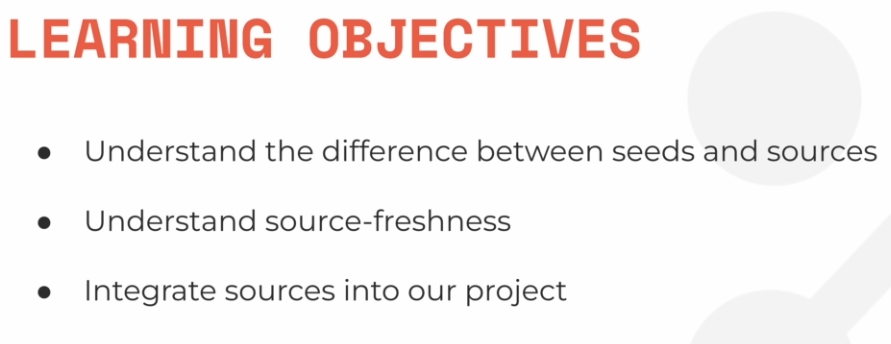 LEARNING OBJECTIVES
● Understand the difference between seeds and sources
● Understand source-freshness
● Integrate sources into our project